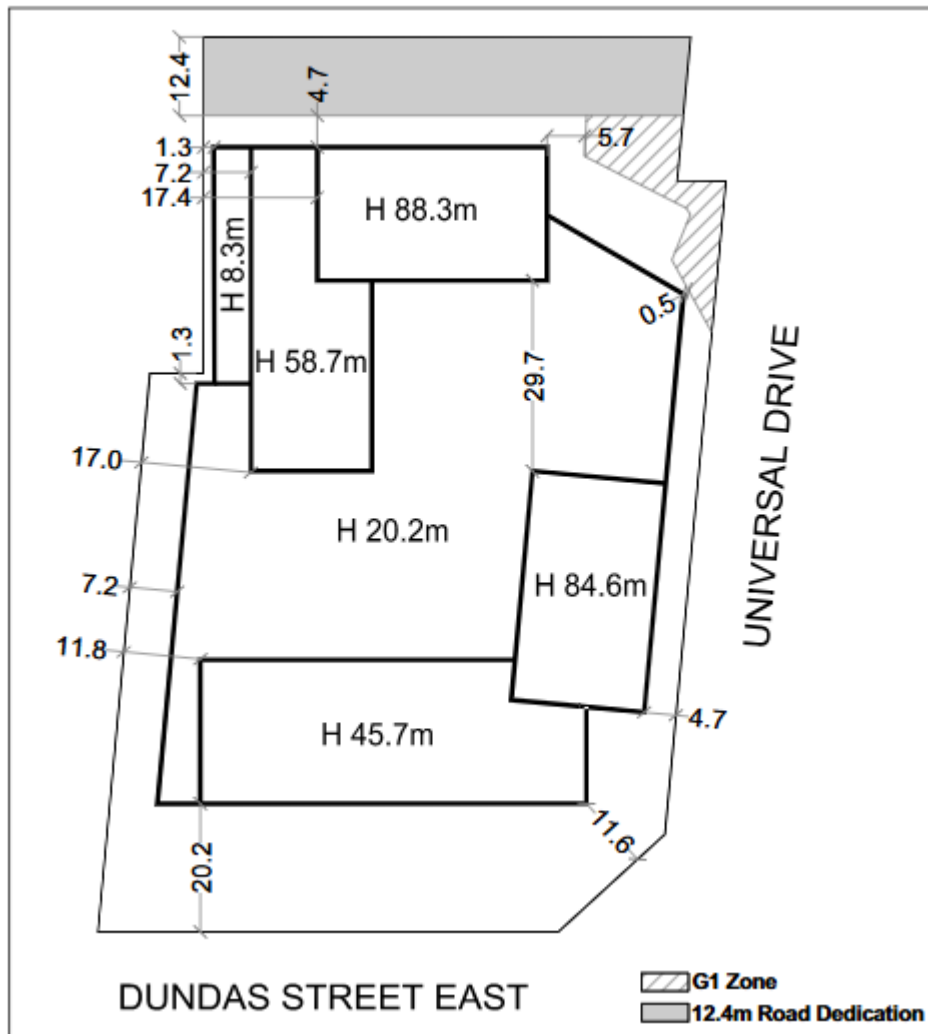 12.4
4.7
1.3
5.7
7.2
17.4
H 88.3m
H 8.3m
0.5
1.3
H 58.7m
29.7
UNIVERSAL DRIVE
17.0
H 20.2m
7.2
H 84.6m
11.8
4.7
H 45.7m
11.6
20.2
DUNDAS STREET EAST
G1 Zone
12.4m Road Dedication